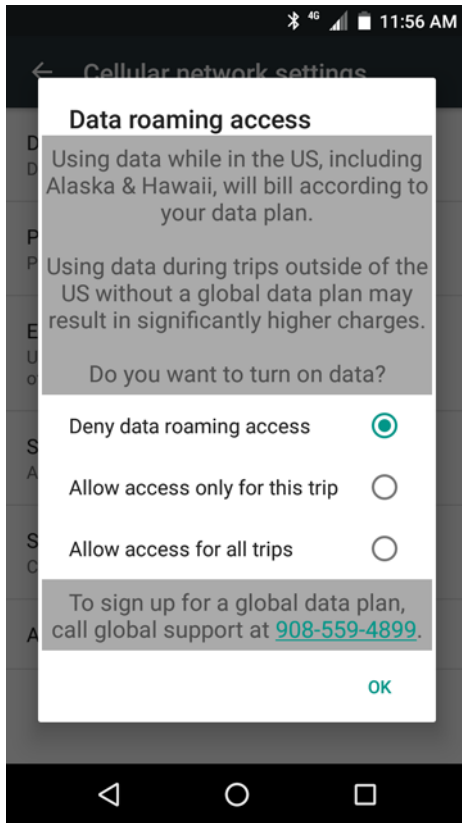 4G 11:56 AM
Cellular network settings
Data roaming access
Using data while in the US, including
Alaska & Hawaii, will bill according to
your data plan.
Using data during trips outside of the
US without a global data plan may
result in significantly higher charges.
Do you want to turn on data?
Deny data roaming access
Allow access only for this trip
Allow access for all trips
To sign up for a global data plan,
call global support at 908-559-4899.
OK